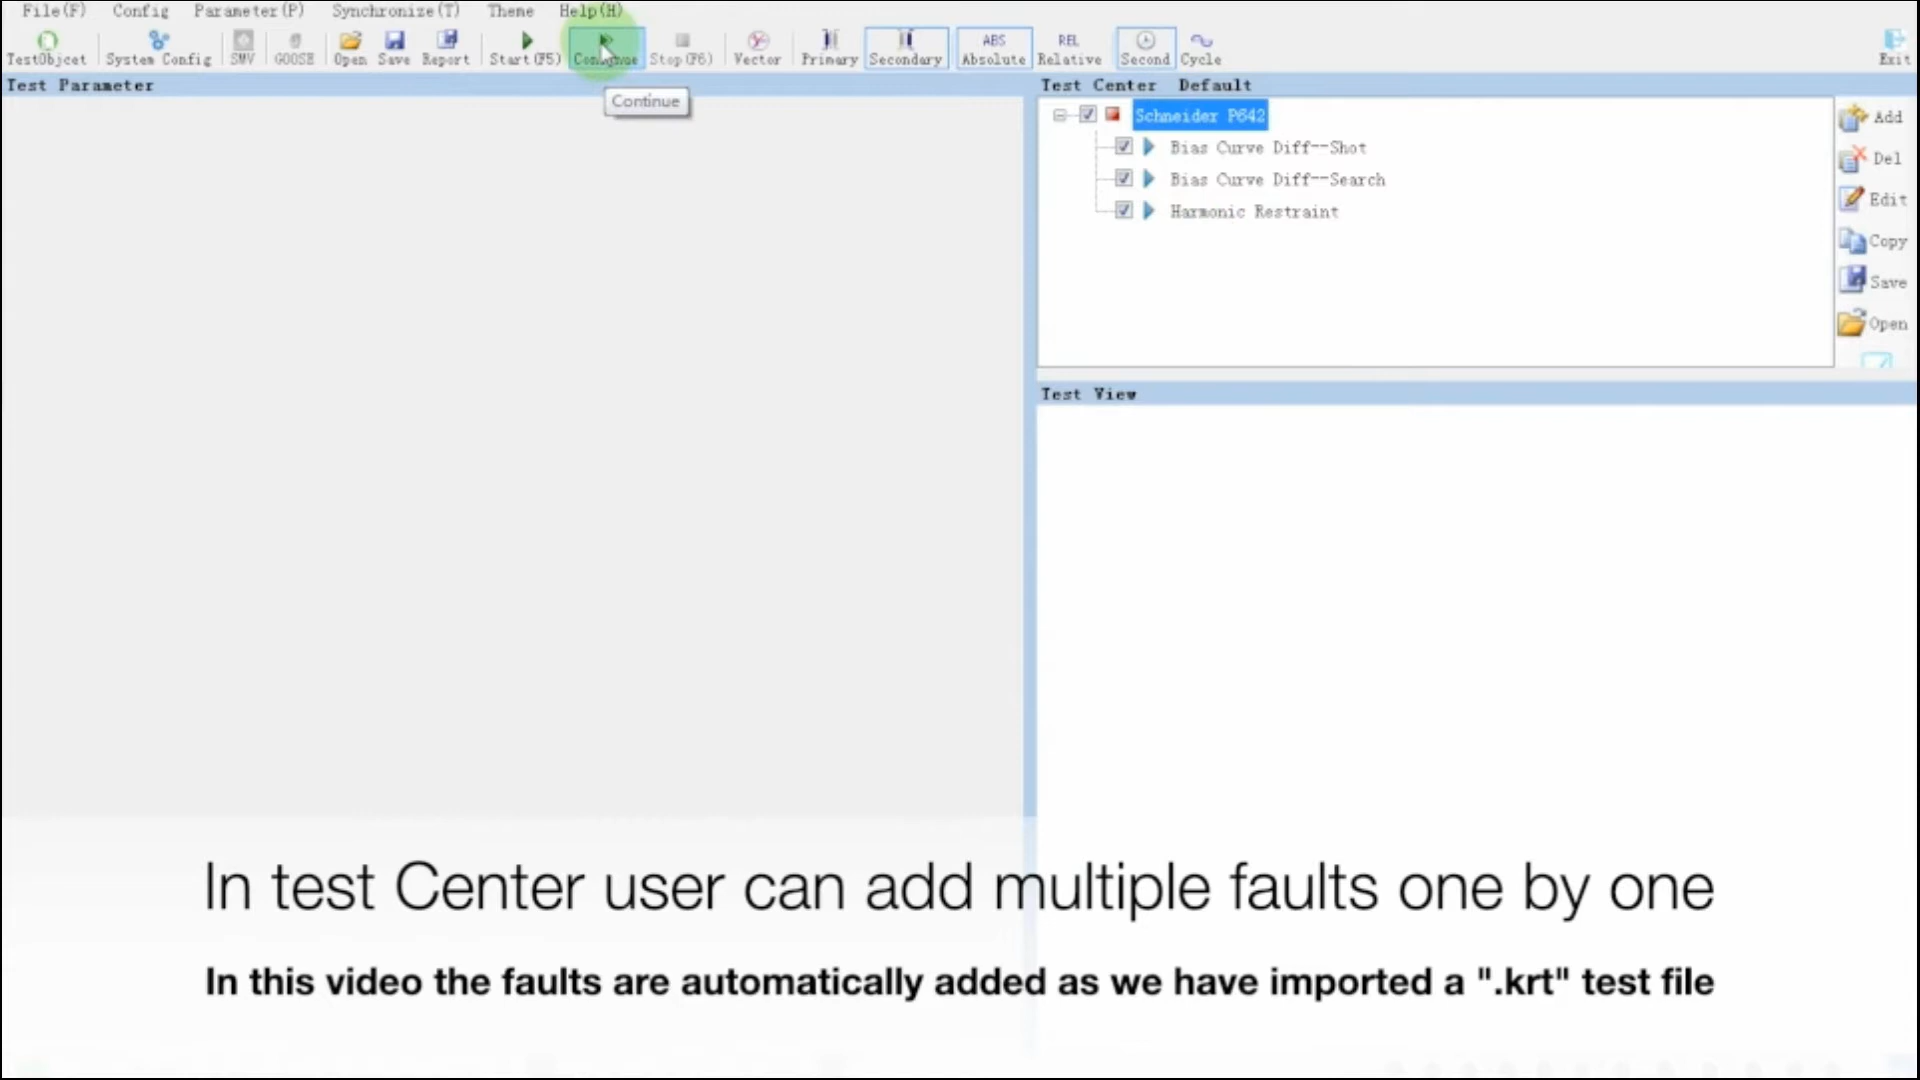 File(F) Config Parameter(P) Synchronize(T) Theme Help(H)
TestObject System Config SMV GOOSE Open Save Report Start(F5) Continue Stop(F6) Vector Primary Secondary ABS Absolute REL Relative Second Cycle Exit
Test Parameter
Continue
Test Center Default
Schneider P642
Bias Curve Diff--Shot
Bias Curve Diff--Search
Harmonic Restraint
Add
Del
Edit
Copy
Save
Open
Test View
In test Center user can add multiple faults one by one
In this video the faults are automatically added as we have imported a ".krt" test file